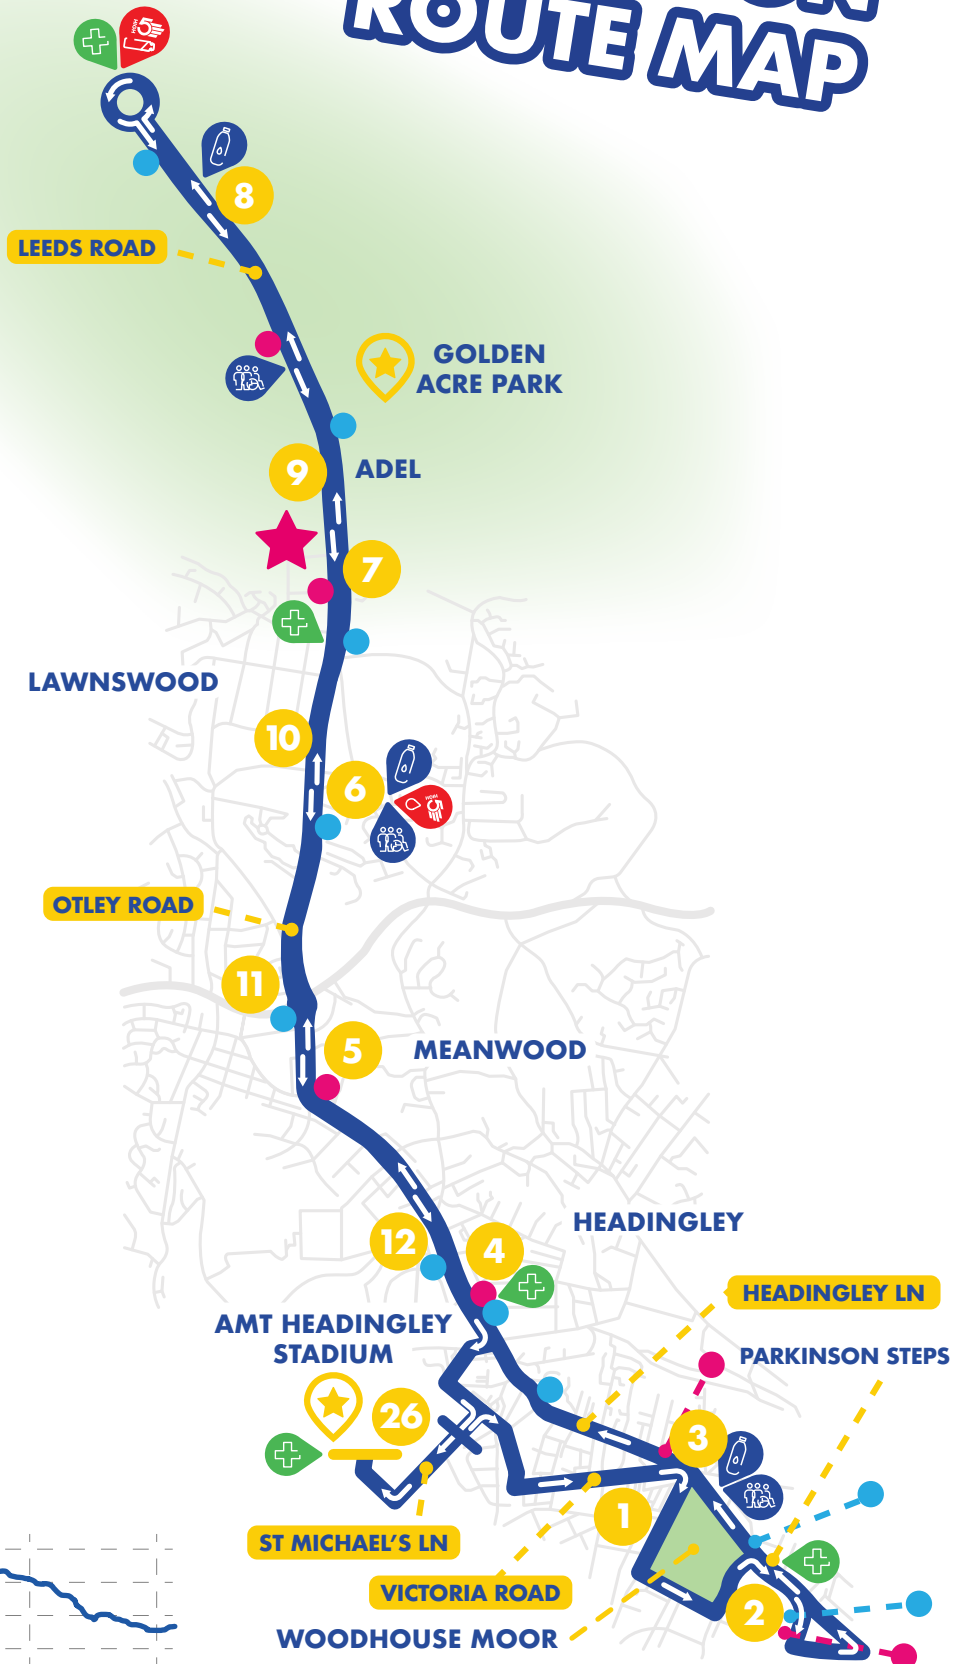 ROUTE MAP
8
LEEDS ROAD
GOLDEN
ACRE PARK
9
ADEL
7
LAWNSWOOD
10
6
OTLEY ROAD
11
5
MEANWOOD
HEADINGLEY
12
4
HEADINGLEY LN
AMT HEADINGLEY
STADIUM
PARKINSON STEPS
26
3
1
ST MICHAEL'S LN
VICTORIA ROAD
2
WOODHOUSE MOOR